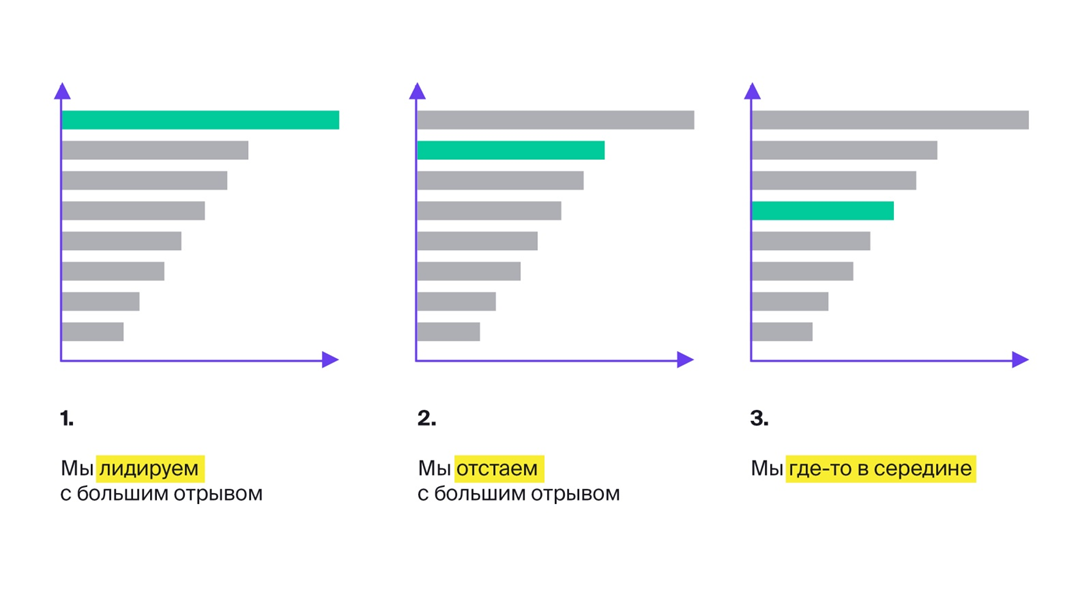 1.
Мы лидируем
с большим отрывом
2.
Мы отстаем
с большим отрывом
3.
Мы где-то в середине